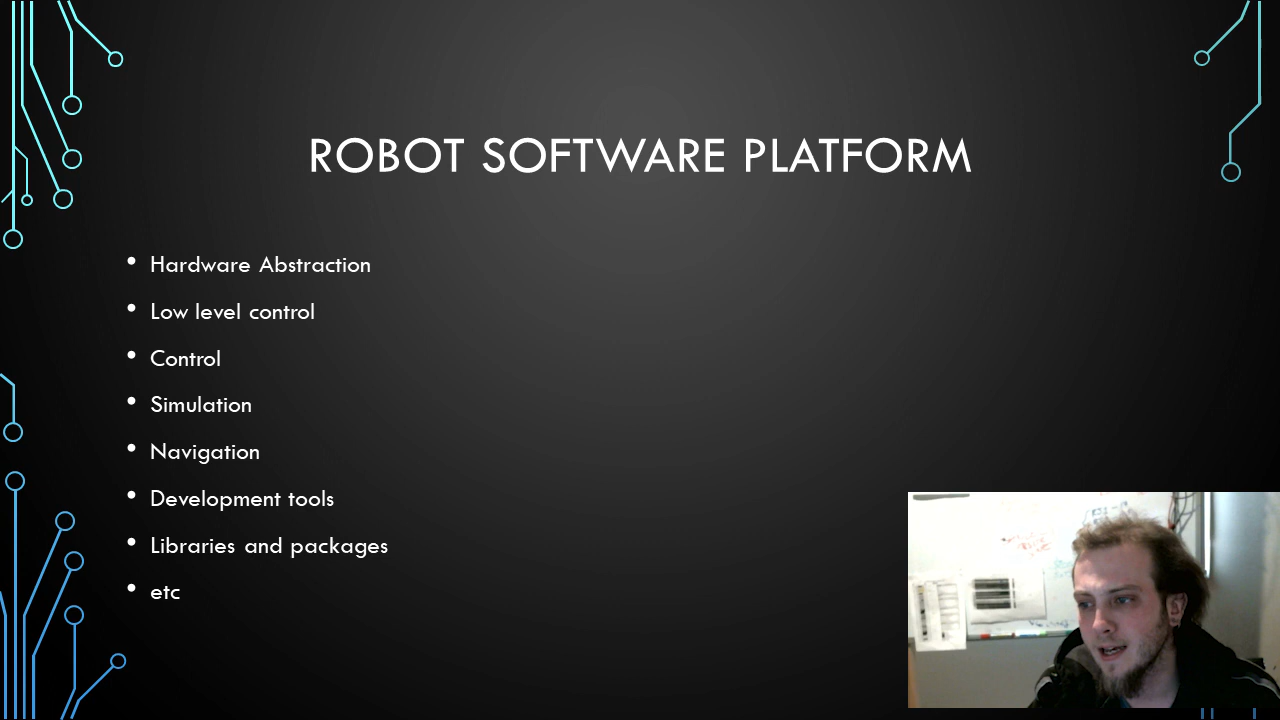 ROBOT SOFTWARE PLATFORM
• Hardware Abstraction
• Low level control
• Control
• Simulation
• Navigation
• Development tools
• Libraries and packages
• etc